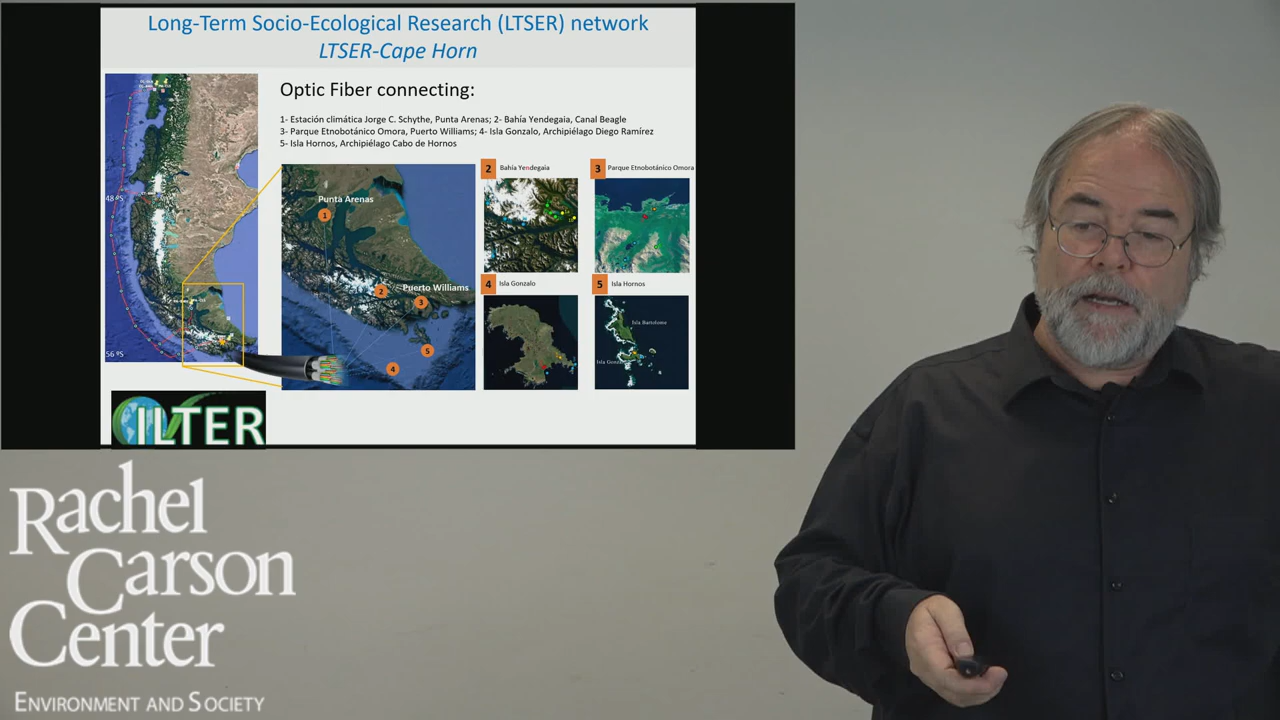 Long-Term Socio-Ecological Research (LTSER) network
LTSER-Cape Horn
Optic Fiber connecting:
1- Estación climática Jorge C. Schythe, Punta Arenas; 2- Bahía Yendegaia, Canal Beagle
3- Parque Etnobotánico Omora, Puerto Williams; 4- Isla Gonzalo, Archipiélago Diego Ramírez
5- Isla Hornos, Archipiélago Cabo de Hornos
48 ºS
56 ºS
Punta Arenas
1
2
Puerto Williams
3
5
4
2 Bahía Yendegaia
3 Parque Etnobotánico Omora
4 Isla Gonzalo
5 Isla Hornos
Isla Bartolome
ILTER
Rachel
Carson
Center
ENVIRONMENT AND SOCIETY